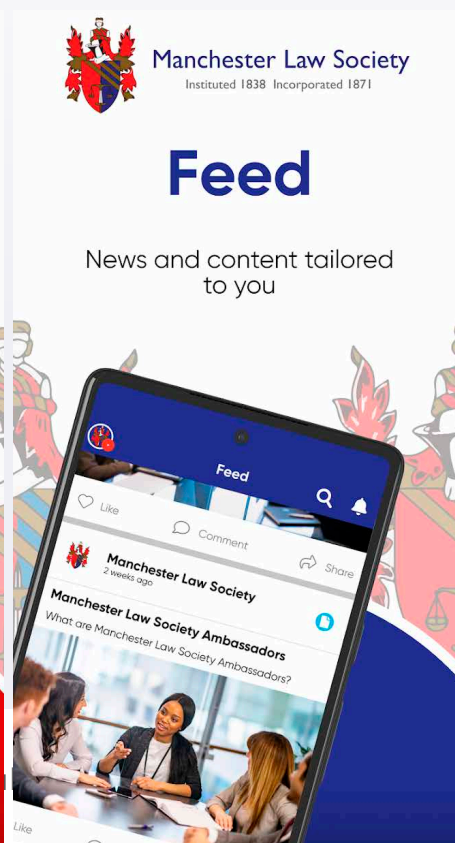 Manchester Law Society
Instituted 1838 Incorporated 1871
Feed
News and content tailored
to you
Feed
Like
Comment
Share
Manchester Law Society
2 weeks ago
Manchester Law Society Ambassadors
What are Manchester Law Society Ambassadors?
Like